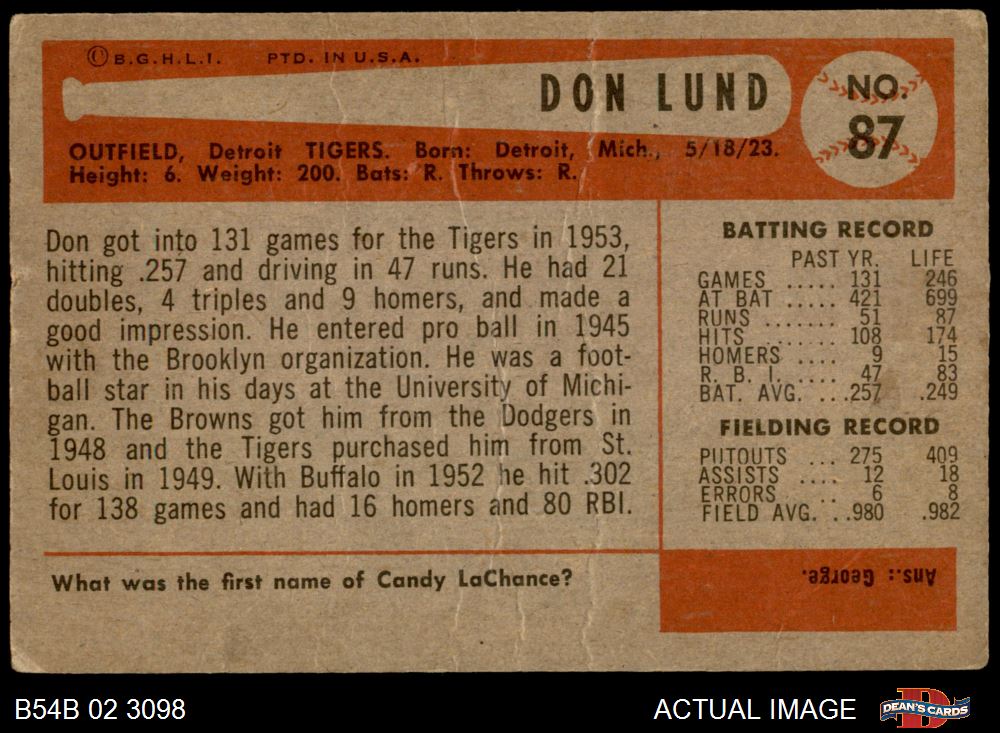 © B.G.H.L.I. PTD. IN U.S.A.
DON LUND
NO.
87
OUTFIELD, Detroit TIGERS. Born: Detroit, Mich., 5/18/23.
Height: 6. Weight: 200. Bats: R. Throws: R.
Don got into 131 games for the Tigers in 1953,
hitting .257 and driving in 47 runs. He had 21
doubles, 4 triples and 9 homers, and made a
good impression. He entered pro ball in 1945
with the Brooklyn organization. He was a foot-
ball star in his days at the University of Michi-
gan. The Browns got him from the Dodgers in
1948 and the Tigers purchased him from St.
Louis in 1949. With Buffalo in 1952 he hit .302
for 138 games and had 16 homers and 80 RBI.
BATTING RECORD
PAST YR. LIFE
GAMES ..... 131 246
AT BAT ..... 421 699
RUNS ....... 51 87
HITS ....... 108 174
HOMERS .... 9 15
R. B. I. ..... 47 83
BAT. AVG. ...257 .249
FIELDING RECORD
PUTOUTS ... 275 409
ASSISTS .... 12 18
ERRORS ..... 6 8
FIELD AVG. ..980 .982
What was the first name of Candy LaChance?
Ans.: George.
B54B 02 3098
ACTUAL IMAGE
D
DEAN'S CARDS